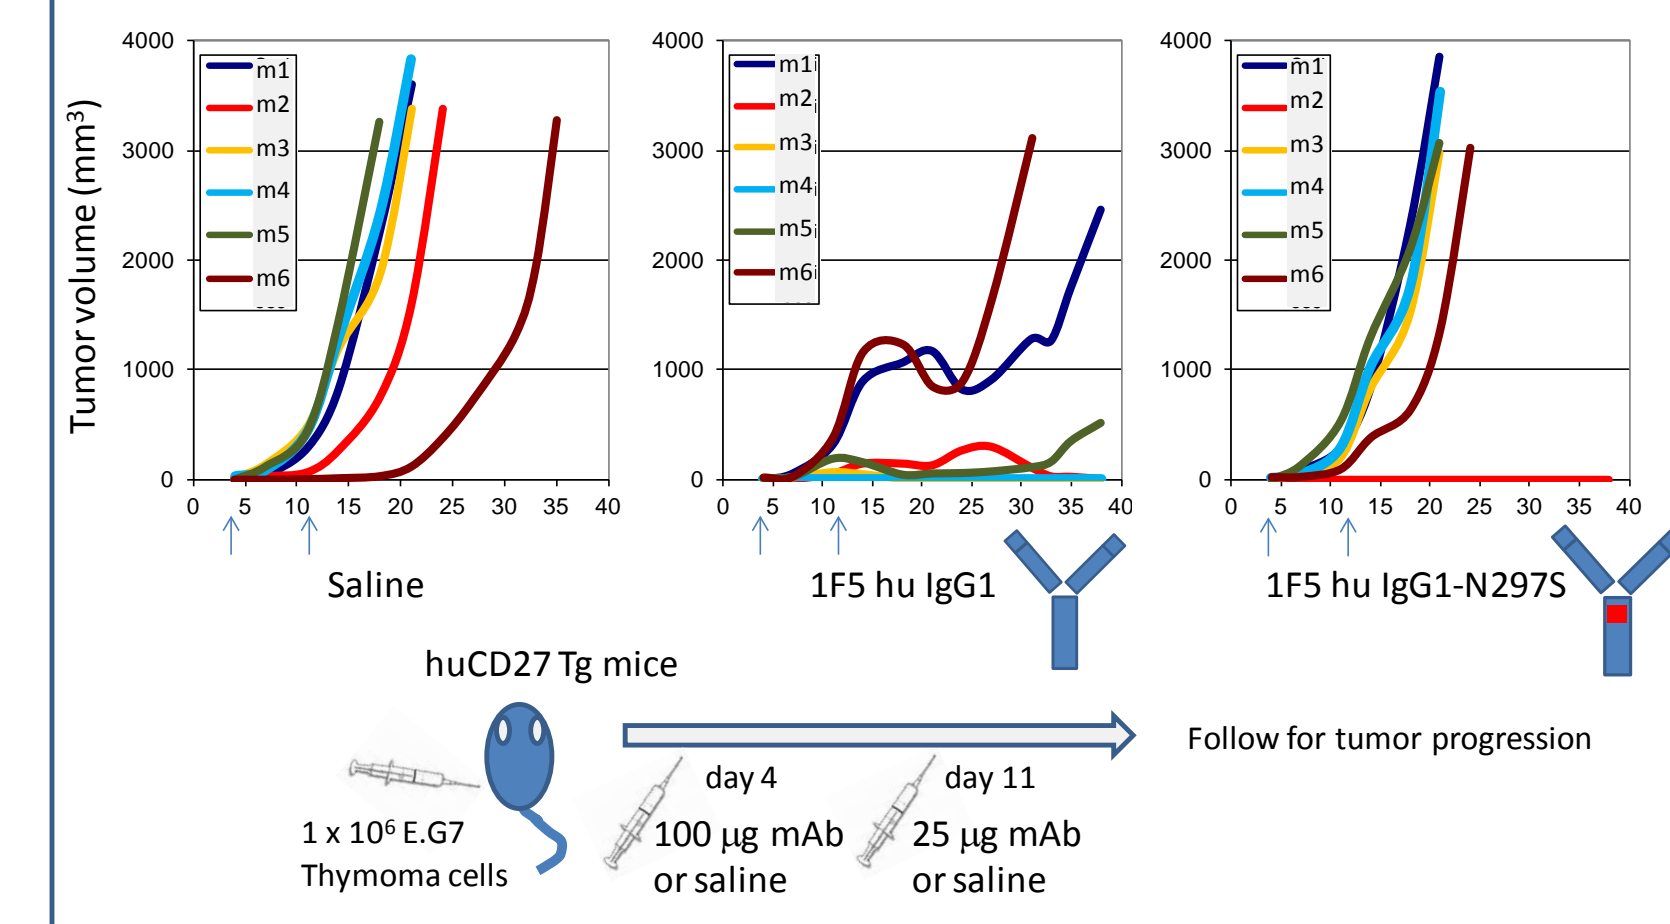 Tumor volume (mm³)
4000
3000
2000
1000
0
m1
m2
m3
m4
m5
m6
0 5 10 15 20 25 30 35 40
Saline
4000
3000
2000
1000
0
m1
m2
m3
m4
m5
m6
0 5 10 15 20 25 30 35 40
1F5 hu IgG1
4000
3000
2000
1000
0
m1
m2
m3
m4
m5
m6
0 5 10 15 20 25 30 35 40
1F5 hu IgG1-N297S
huCD27 Tg mice
1 x 10⁶ E.G7
Thymoma cells
day 4
100 µg mAb
or saline
day 11
25 µg mAb
or saline
Follow for tumor progression